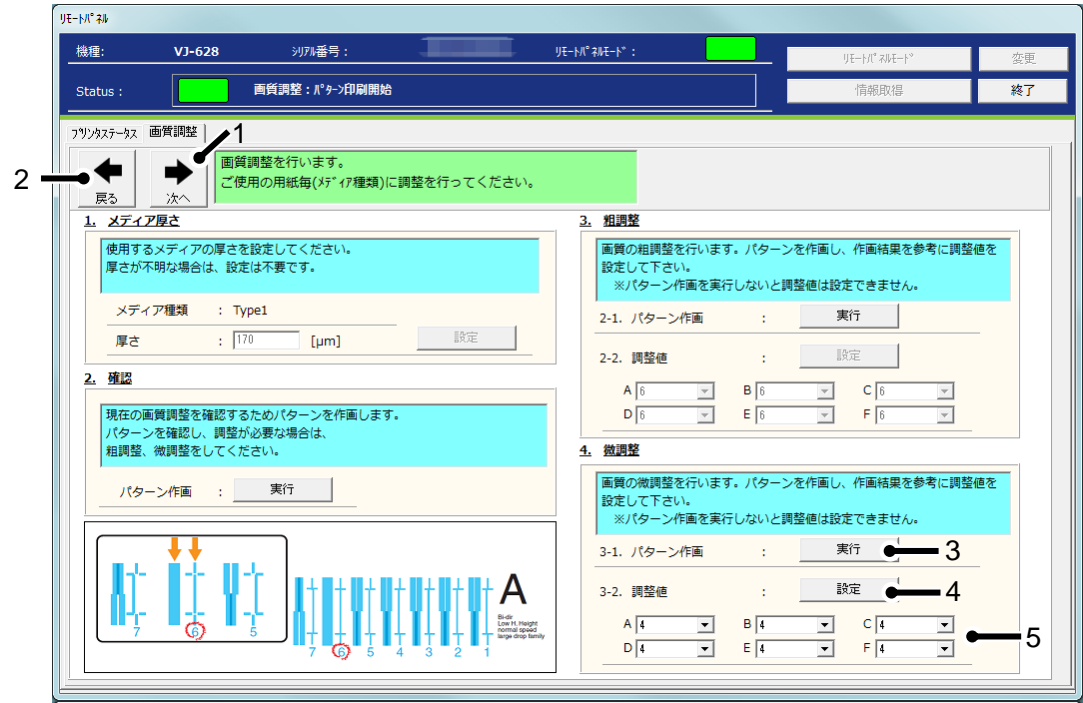 リモートパネル
機種: VJ-628 シリアル番号 : リモートパネルモード :
リモートパネルモード 変更
Status : 画質調整 : パターン印刷開始
情報取得 終了
プリンタステータス 画質調整 1
2
戻る 次へ
画質調整を行います。
ご使用の用紙毎(メディア種類)に調整を行ってください。
1. メディア厚さ
使用するメディアの厚さを設定してください。
厚さが不明な場合は、設定は不要です。
メディア種類 : Type1
厚さ : 170 [μm] 設定
2. 確認
現在の画質調整を確認するためパターンを作画します。
パターンを確認し、調整が必要な場合は、
粗調整、微調整をしてください。
パターン作画 : 実行
7 6 5
7 6 5 4 3 2 1
A
Bi-dir
Low H. Height
normal speed
large drop family
3. 粗調整
画質の粗調整を行います。パターンを作画し、作画結果を参考に調整値を
設定して下さい。
※パターン作画を実行しないと調整値は設定できません。
2-1. パターン作画 : 実行
2-2. 調整値 : 設定
A 6 B 6 C 6
D 6 E 6 F 6
4. 微調整
画質の微調整を行います。パターンを作画し、作画結果を参考に調整値を
設定して下さい。
※パターン作画を実行しないと調整値は設定できません。
3-1. パターン作画 : 実行 3
3-2. 調整値 : 設定 4
A 4 B 4 C 4
5
D 4 E 4 F 4